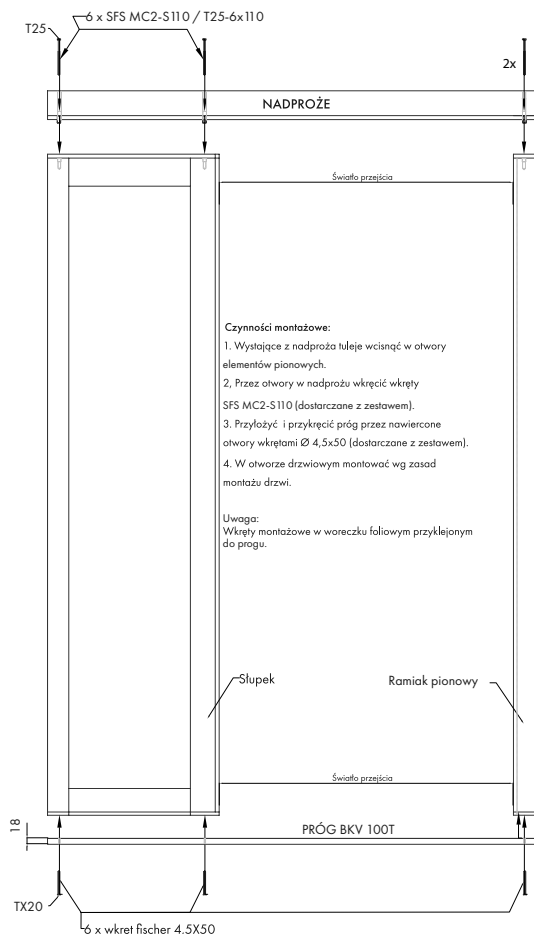 6 x SFS MC2-S110 / T25-6x110
T25
2x
NADPROŻE
Światło przejścia
Czynności montażowe:
1. Wystające z nadproża tuleje wcisnąć w otwory
elementów pionowych.
2, Przez otwory w nadprożu wkręcić wkręty
SFS MC2-S110 (dostarczane z zestawem).
3. Przyłożyć i przykręcić próg przez nawiercone
otwory wkrętami Ø 4,5x50 (dostarczane z zestawem).
4. W otworze drzwiowym montować wg zasad
montażu drzwi.
Uwaga:
Wkręty montażowe w woreczku foliowym przyklejonym
do progu.
Słupek
Ramiak pionowy
Światło przejścia
18
PRÓG BKV 100T
TX20
6 x wkret fischer 4.5X50